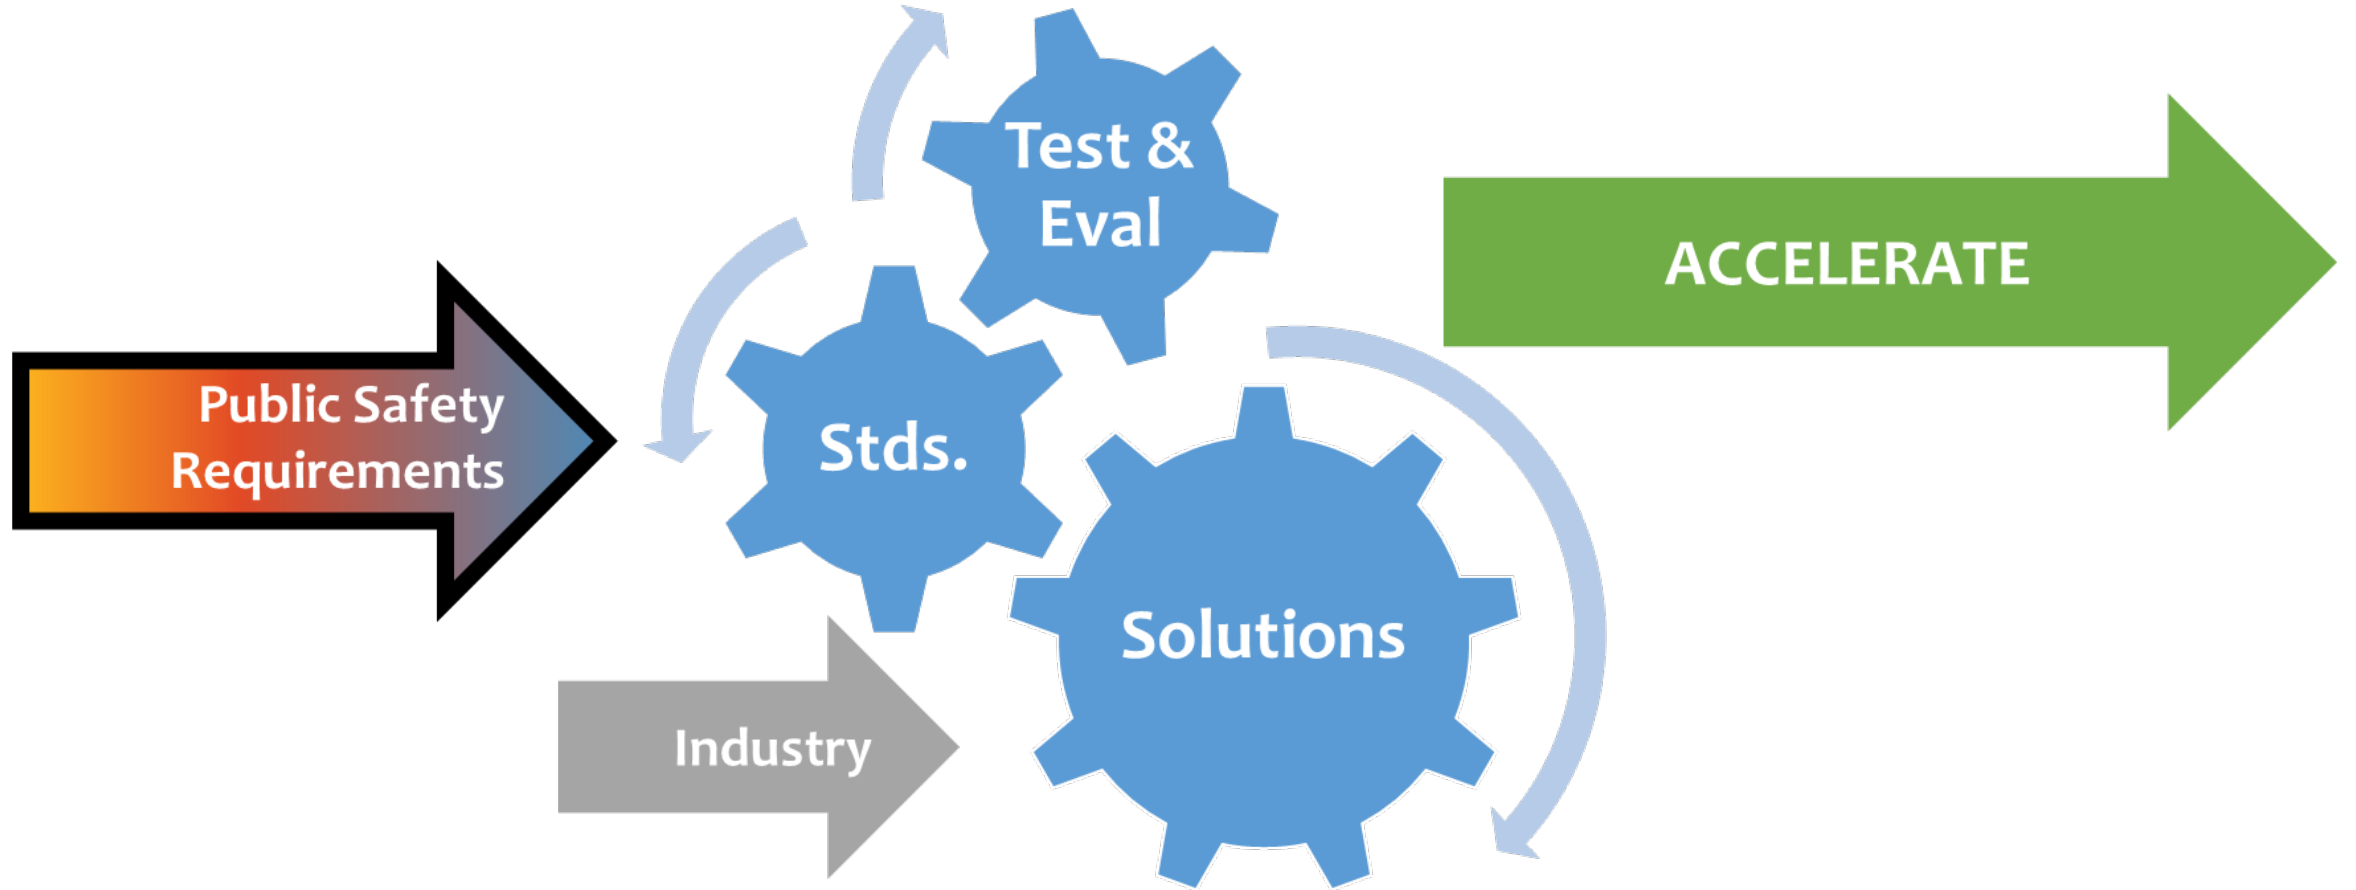 Public Safety
Requirements
Test &
Eval
Stds.
Industry
Solutions
ACCELERATE